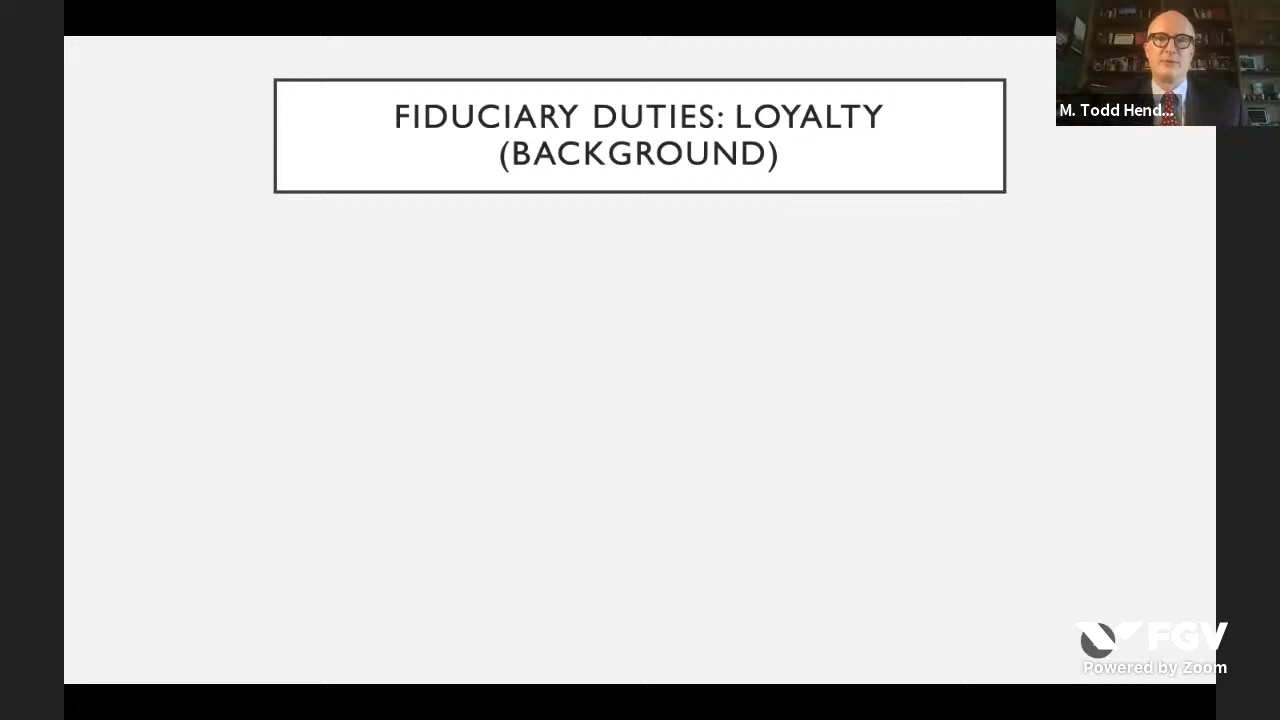 FIDUCIARY DUTIES: LOYALTY
(BACKGROUND)
M. Todd Hend...
FGV
Powered by Zoom